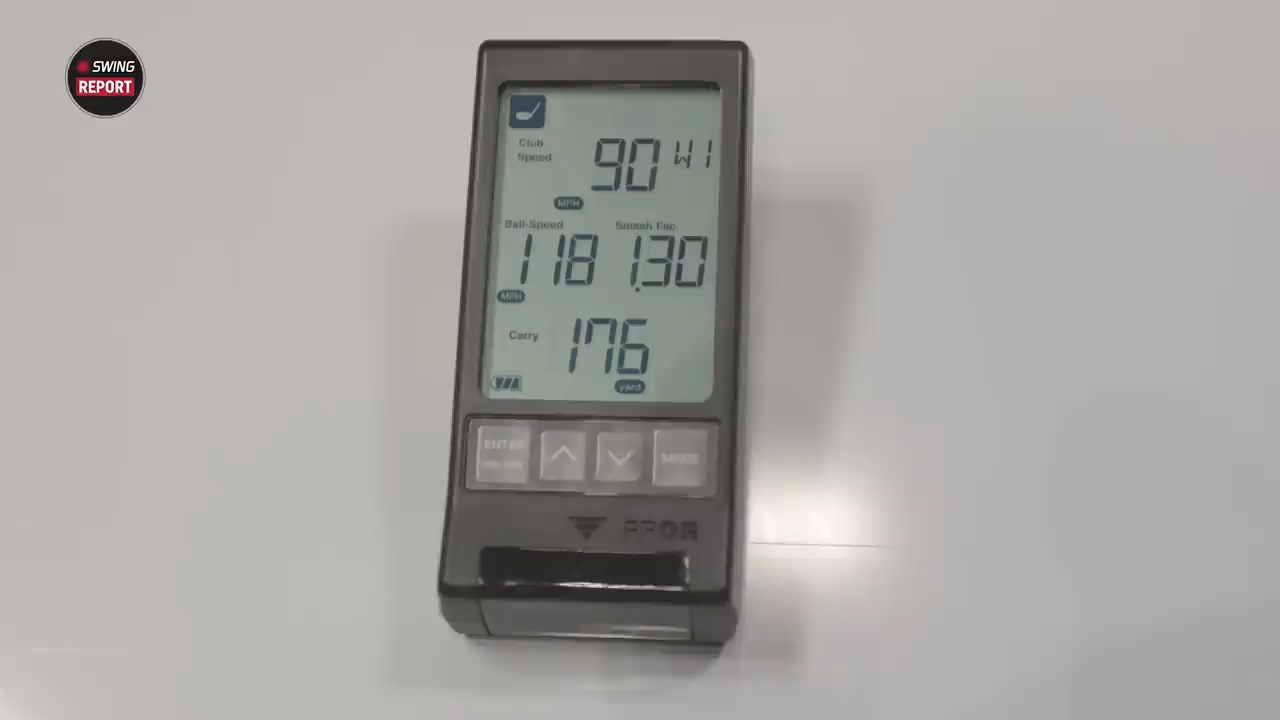 SWING
REPORT
Club
Speed
90 W1
MPH
Ball-Speed Smash Fac.
118 1.30
MPH
Carry
176
yard
ENTER
MODE